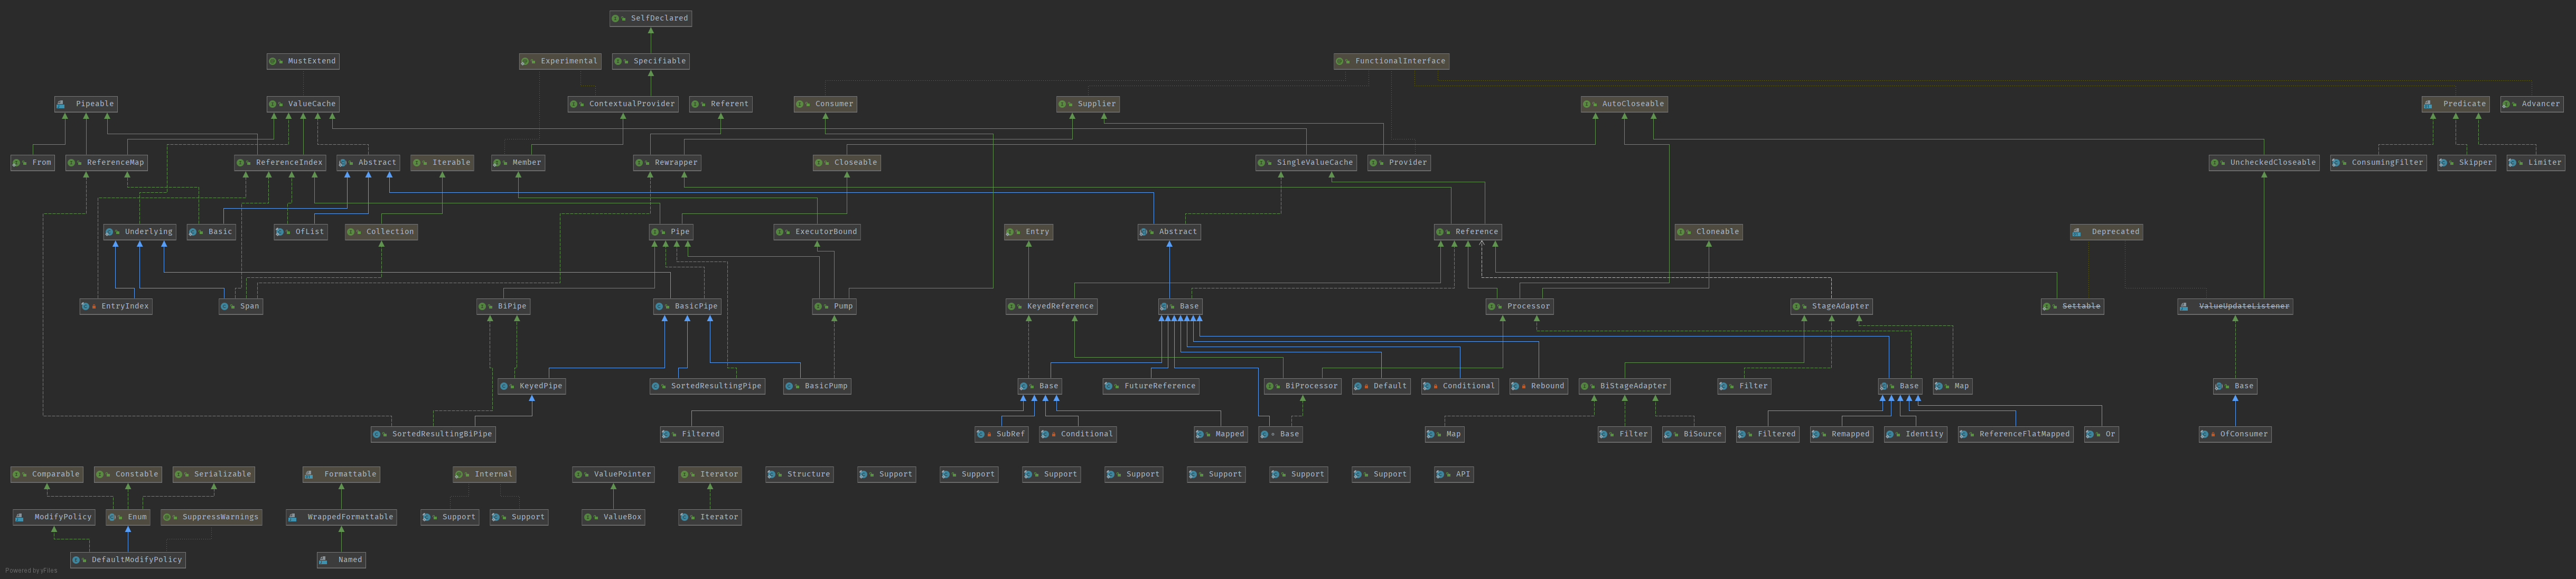 SelfDeclared
MustExtend Experimental Specifiable FunctionalInterface
Pipeable ValueCache ContextualProvider Referent Consumer Supplier AutoCloseable Predicate Advancer
From ReferenceMap ReferenceIndex Abstract Iterable Member Rewrapper Closeable SingleValueCache Provider UncheckedCloseable ConsumingFilter Skipper Limiter
Underlying Basic OfList Collection Pipe ExecutorBound Entry Abstract Reference Cloneable Deprecated
EntryIndex Span BiPipe BasicPipe Pump KeyedReference Base Processor StageAdapter Settable ValueUpdateListener
KeyedPipe SortedResultingPipe BasicPump Base FutureReference BiProcessor Default Conditional Rebound BiStageAdapter Filter Base Map Base
SortedResultingBiPipe Filtered SubRef Conditional Mapped Base Map Filter BiSource Filtered Remapped Identity ReferenceFlatMapped Or OfConsumer
Comparable Constable Serializable Formattable Internal ValuePointer Iterator Structure Support Support Support Support Support Support Support API
ModifyPolicy Enum SuppressWarnings WrappedFormattable Support Support ValueBox Iterator
DefaultModifyPolicy Named
Powered by yFiles